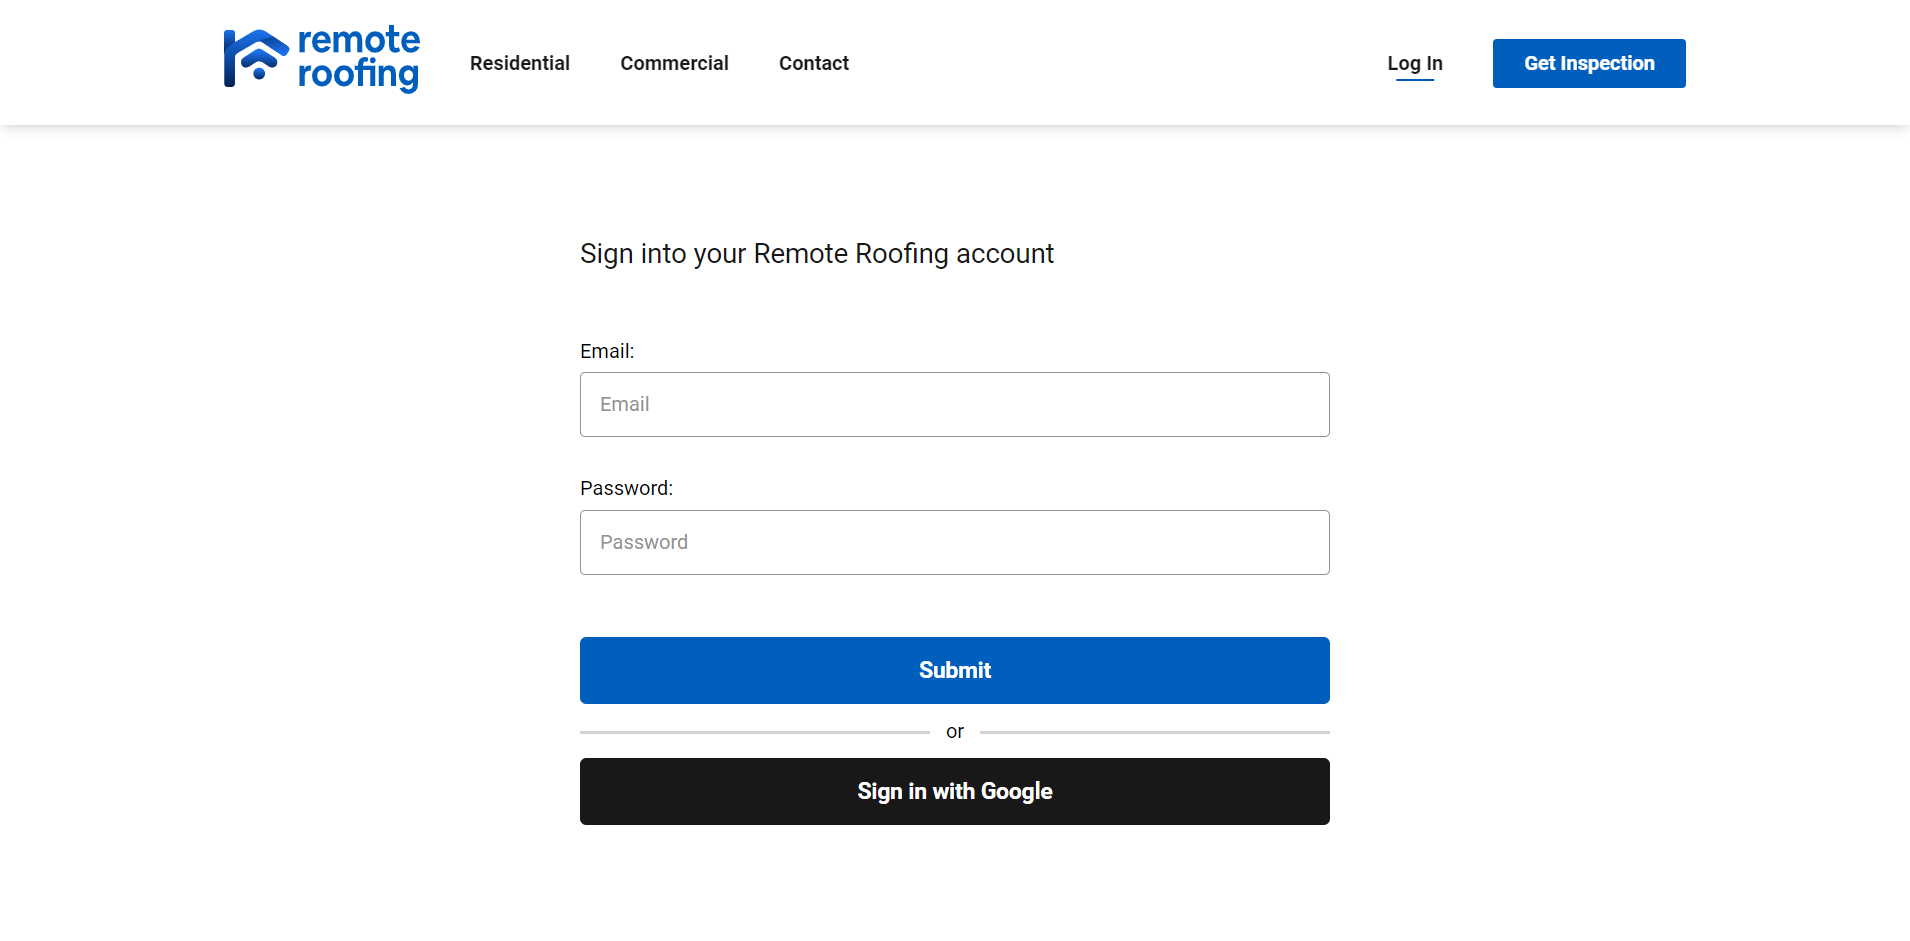 remote
roofing
Residential Commercial Contact Log In Get Inspection
Sign into your Remote Roofing account
Email:
Email
Password:
Password
Submit
or
Sign in with Google